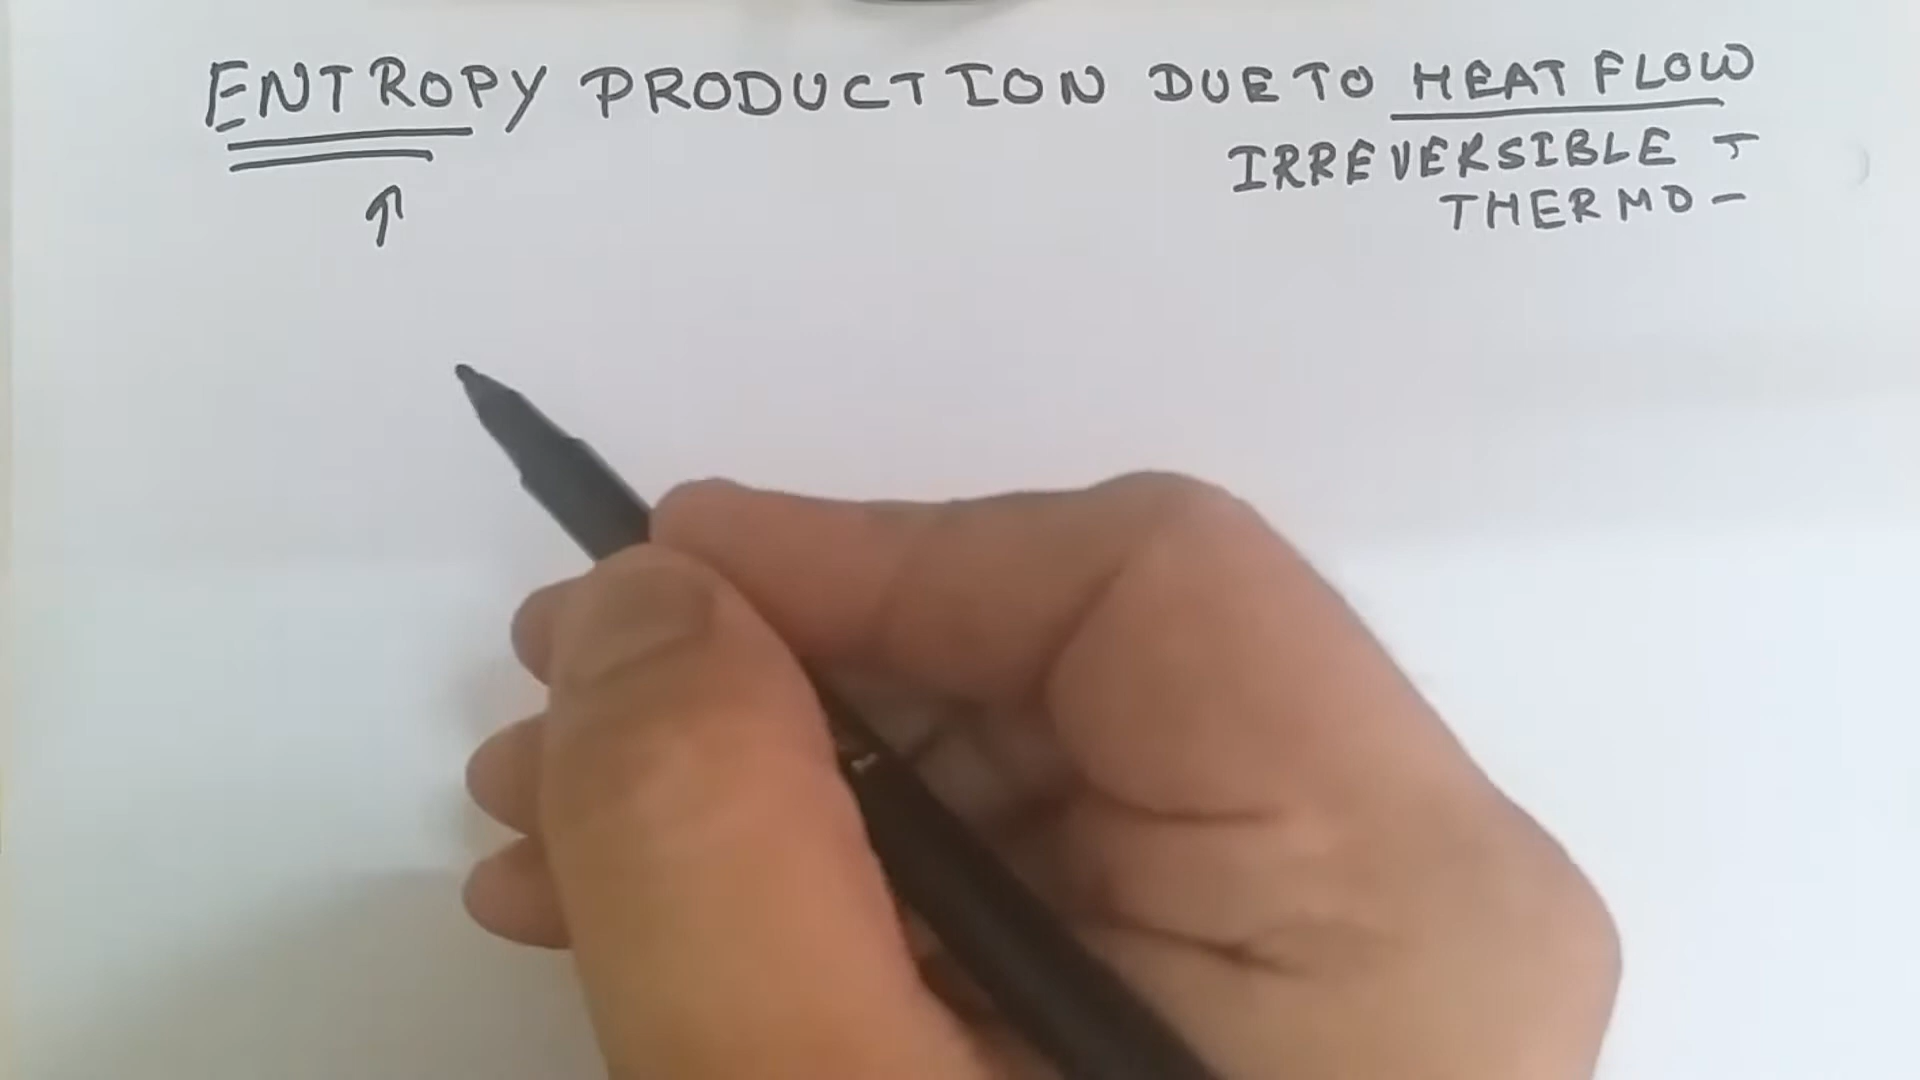 ENTROPY PRODUCTION DUE TO HEAT FLOW
IRREVERSIBLE -
THERMO -